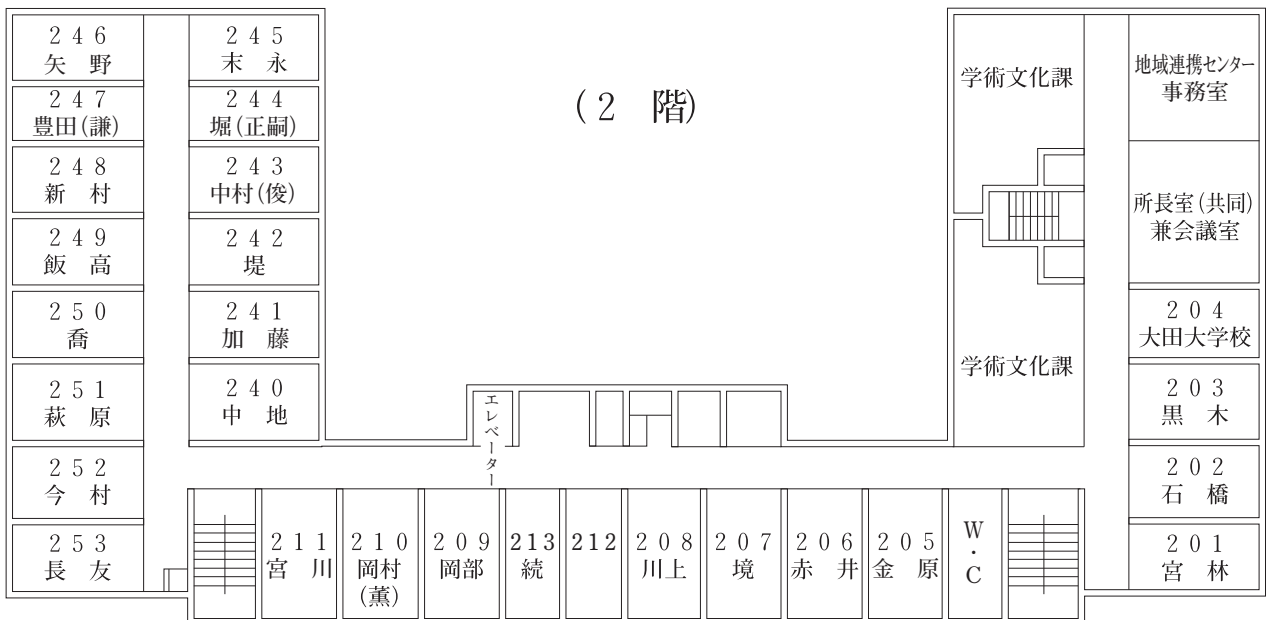 (２ 階)
２４６
矢 野
２４７
豊田(謙)
２４８
新 村
２４９
飯 高
２５０
喬
２５１
萩 原
２５２
今 村
２５３
長 友
２４５
末 永
２４４
堀(正嗣)
２４３
中村(俊)
２４２
堤
２４１
加 藤
２４０
中 地
エレベーター
２１１
宮 川
２１０
岡村
(薫)
２０９
岡部
213
続
212
２０８
川上
２０７
境
２０６
赤 井
２０５
金 原
W・C
学術文化課
学術文化課
地域連携センター
事務室
所長室(共同)
兼会議室
２０４
大田大学校
２０３
黒 木
２０２
石 橋
２０１
宮 林